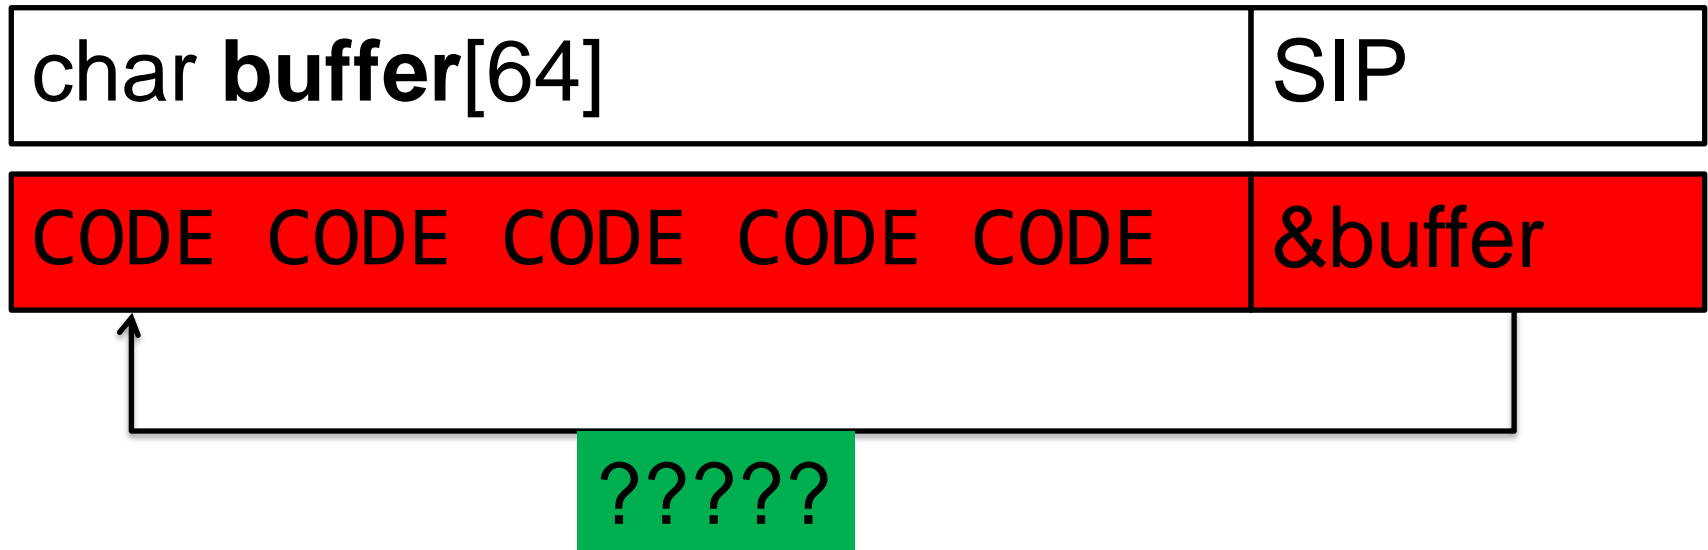 char buffer[64] SIP
CODE CODE CODE CODE CODE &buffer
?????